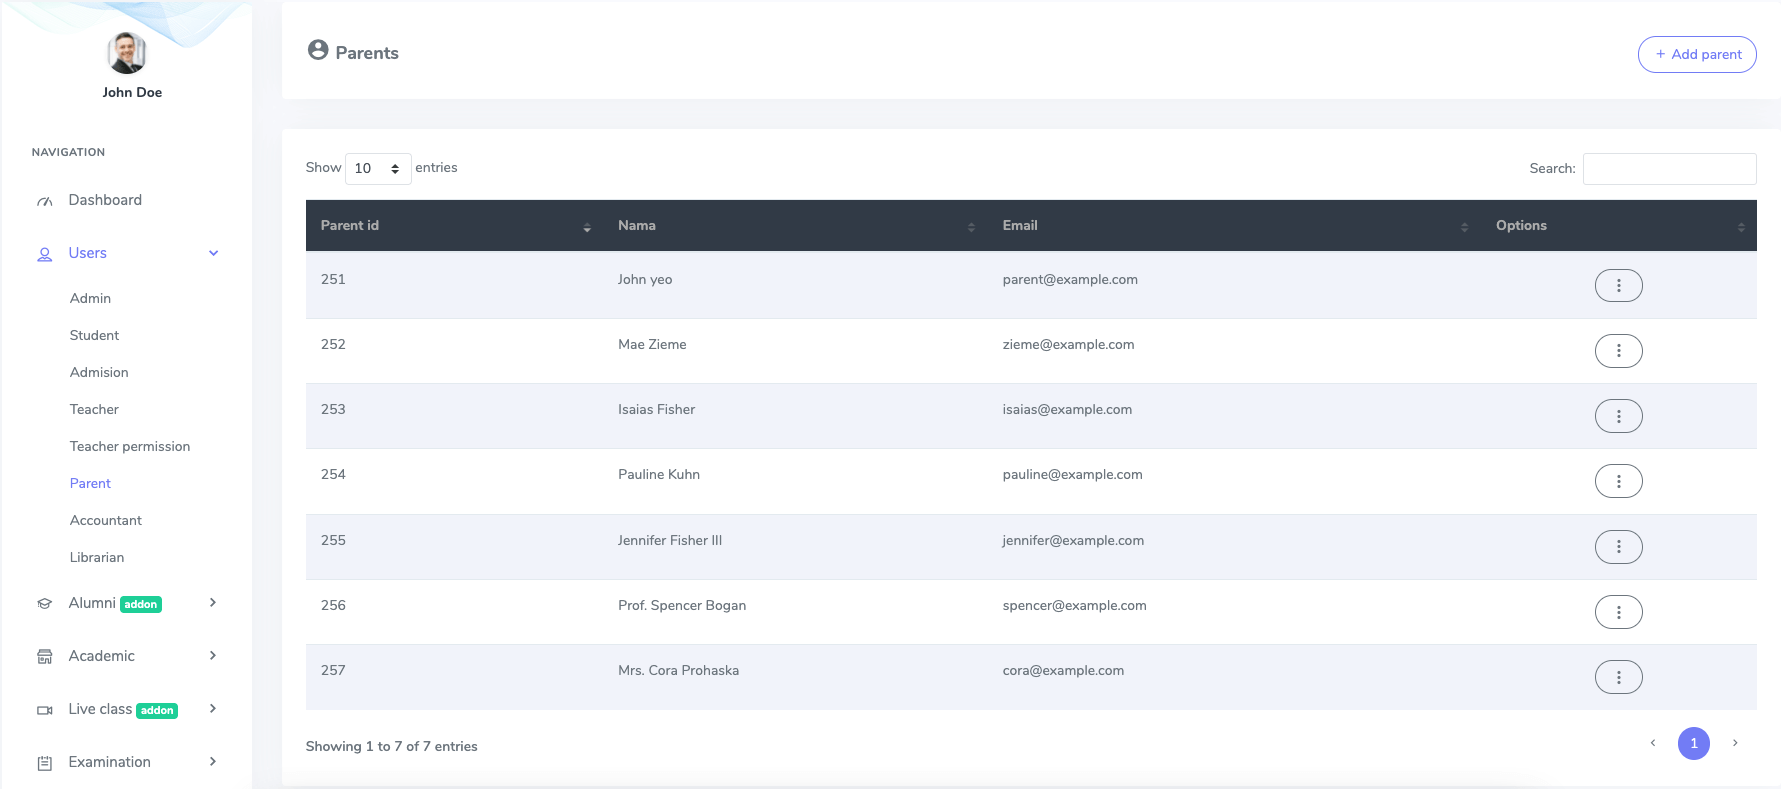 John Doe
NAVIGATION
Dashboard
Users
Admin
Student
Admision
Teacher
Teacher permission
Parent
Accountant
Librarian
Alumni addon
Academic
Live class addon
Examination
Parents
+ Add parent
Show 10 entries
Search:
Parent id Nama Email Options
251 John yeo parent@example.com
252 Mae Zieme zieme@example.com
253 Isaias Fisher isaias@example.com
254 Pauline Kuhn pauline@example.com
255 Jennifer Fisher III jennifer@example.com
256 Prof. Spencer Bogan spencer@example.com
257 Mrs. Cora Prohaska cora@example.com
Showing 1 to 7 of 7 entries
1